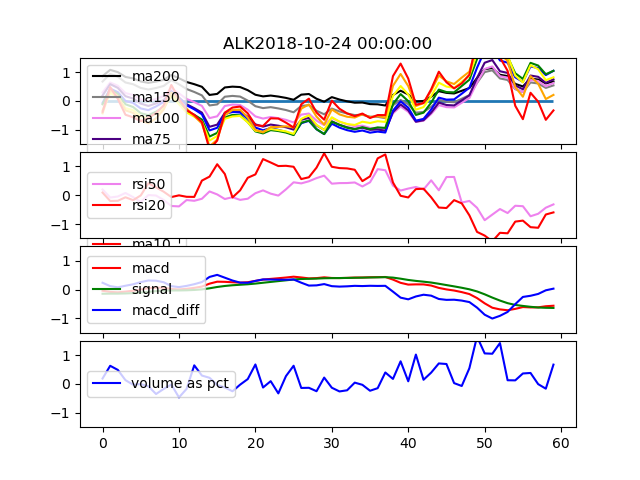 ALK2018-10-24 00:00:00
1
0
−1
ma200
ma150
ma100
ma75
1
0
−1
rsi50
rsi20
ma10
1
0
−1
macd
signal
macd_diff
1
0
−1
volume as pct
0 10 20 30 40 50 60